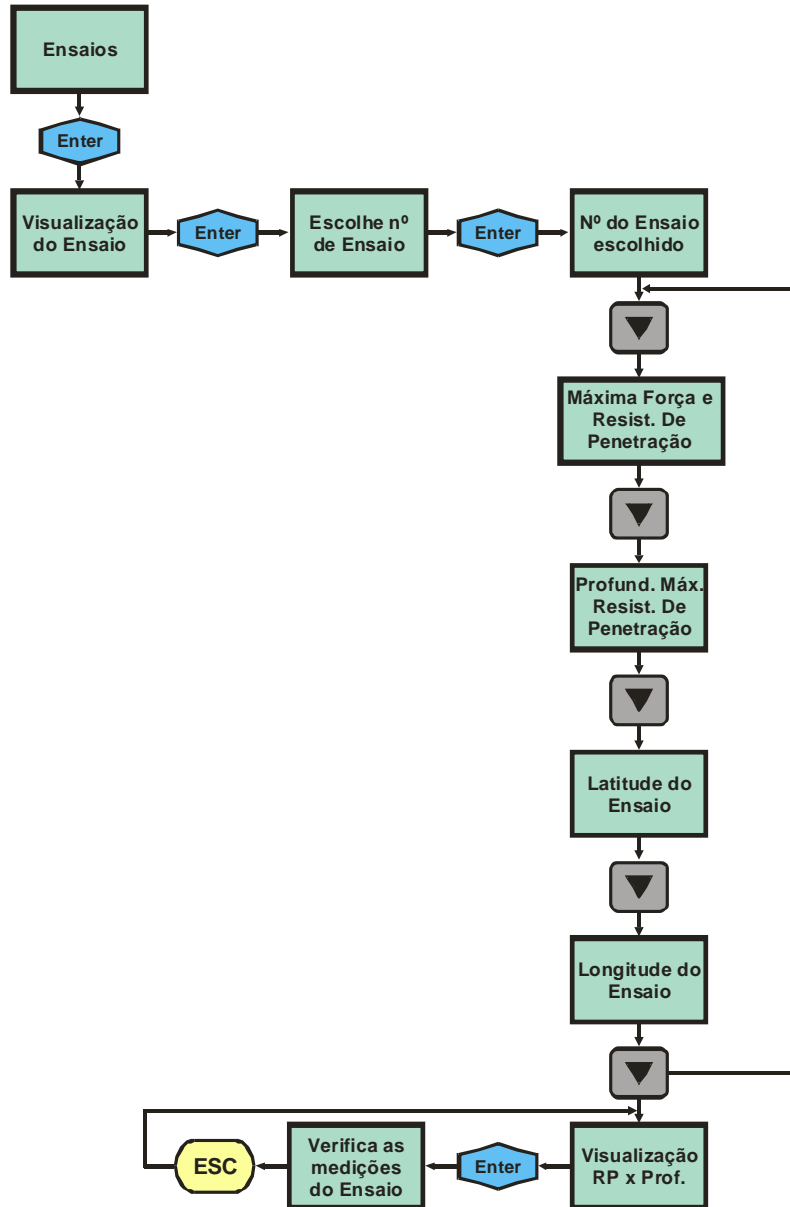 Ensaios
Enter
Visualização
do Ensaio
Enter
Escolhe nº
de Ensaio
Enter
Nº do Ensaio
escolhido
Máxima Força e
Resist. De
Penetração
Profund. Máx.
Resist. De
Penetração
Latitude do
Ensaio
Longitude do
Ensaio
Visualização
RP x Prof.
Enter
Verifica as
medições
do Ensaio
ESC